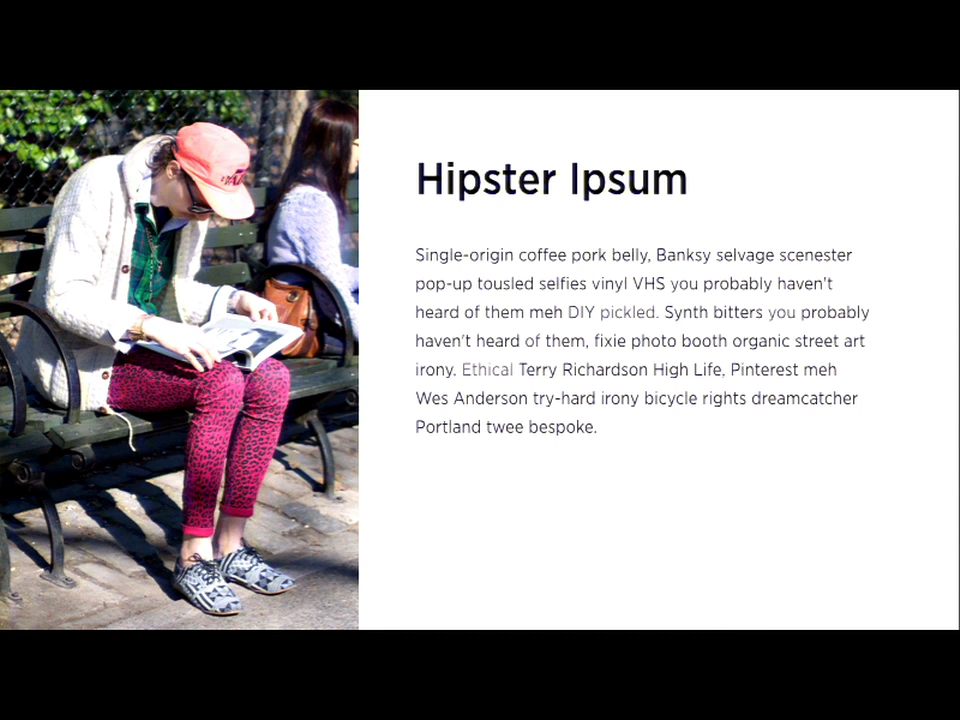 Hipster Ipsum
Single-origin coffee pork belly, Banksy selvage scenester
pop-up tousled selfies vinyl VHS you probably haven't
heard of them meh DIY pickled. Synth bitters you probably
haven't heard of them, fixie photo booth organic street art
irony. Ethical Terry Richardson High Life, Pinterest meh
Wes Anderson try-hard irony bicycle rights dreamcatcher
Portland twee bespoke.